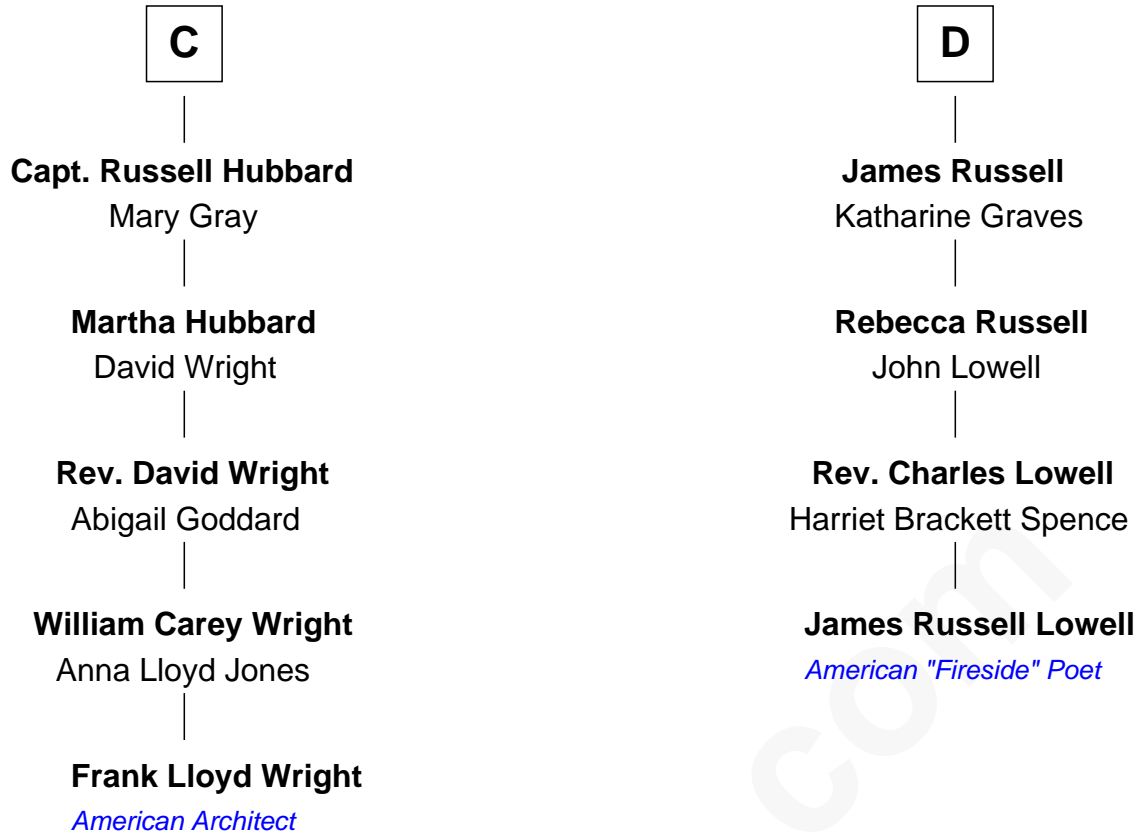 C
Capt. Russell Hubbard
Mary Gray
Martha Hubbard
David Wright
Rev. David Wright
Abigail Goddard
William Carey Wright
Anna Lloyd Jones
Frank Lloyd Wright
American Architect
D
James Russell
Katharine Graves
Rebecca Russell
John Lowell
Rev. Charles Lowell
Harriet Brackett Spence
James Russell Lowell
American "Fireside" Poet
com